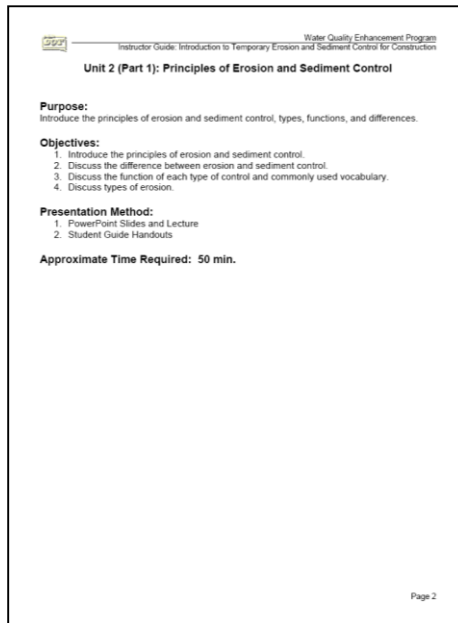 Water Quality Enhancement Program
Instructor Guide: Introduction to Temporary Erosion and Sediment Control for Construction
Unit 2 (Part 1): Principles of Erosion and Sediment Control
Purpose:
Introduce the principles of erosion and sediment control, types, functions, and differences.
Objectives:
1. Introduce the principles of erosion and sediment control.
2. Discuss the difference between erosion and sediment control.
3. Discuss the function of each type of control and commonly used vocabulary.
4. Discuss types of erosion.
Presentation Method:
1. PowerPoint Slides and Lecture
2. Student Guide Handouts
Approximate Time Required: 50 min.
Page 2